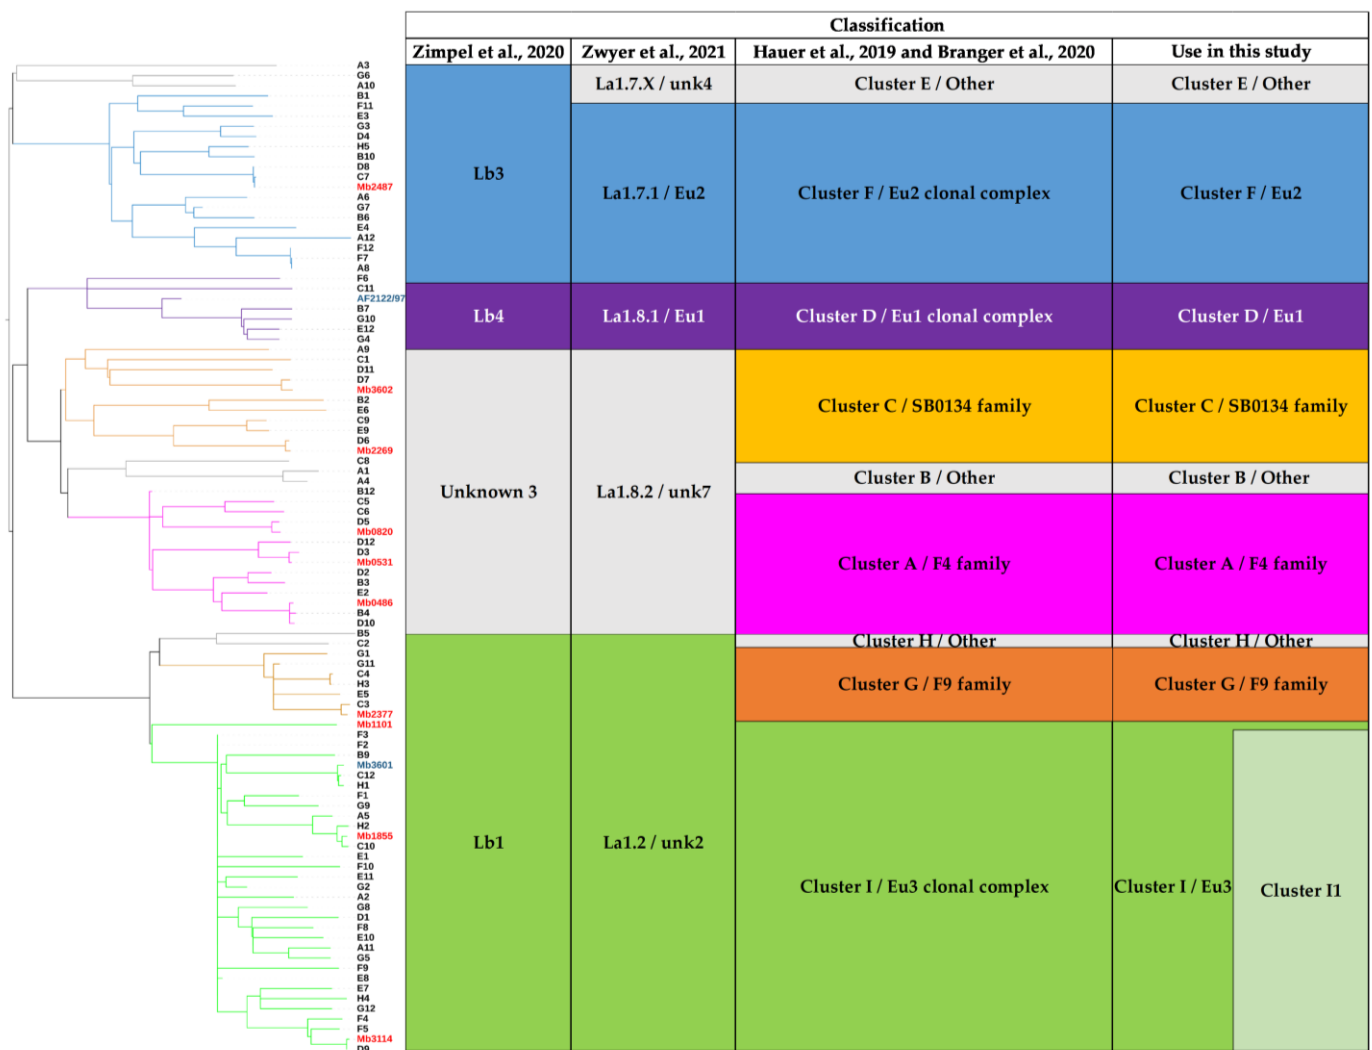 Classification
Zimpel et al., 2020 Zwyer et al., 2021 Hauer et al., 2019 and Branger et al., 2020 Use in this study
A3
G6
A10
B1
F11
E3
G3
D4
H5
B10
D8
C7
Mb2487
A6
G7
B6
E4
A12
F12
F7
A8
F6
C11
AF2122/97
B7
G10
E12
G4
A9
C1
D11
D7
Mb3602
B2
E6
C9
E9
D6
Mb2269
C8
A1
A4
B12
C5
C6
D5
Mb0820
D12
D3
Mb0531
D2
B3
E2
Mb0486
B4
D10
B5
C2
G1
G11
C4
H3
E5
C3
Mb2377
Mb1101
F3
F2
B9
Mb3601
C12
H1
F1
G9
A5
H2
Mb1855
C10
E1
F10
E11
G2
A2
G8
D1
F8
E10
A11
G5
F9
E8
E7
H4
G12
F4
F5
Mb3114
D9
La1.7.X / unk4 Cluster E / Other Cluster E / Other
Lb3
La1.7.1 / Eu2 Cluster F / Eu2 clonal complex Cluster F / Eu2
Lb4 La1.8.1 / Eu1 Cluster D / Eu1 clonal complex Cluster D / Eu1
Cluster C / SB0134 family Cluster C / SB0134 family
Cluster B / Other Cluster B / Other
Unknown 3 La1.8.2 / unk7
Cluster A / F4 family Cluster A / F4 family
Cluster H / Other Cluster H / Other
Cluster G / F9 family Cluster G / F9 family
Lb1 La1.2 / unk2
Cluster I / Eu3 clonal complex Cluster I / Eu3 Cluster I1